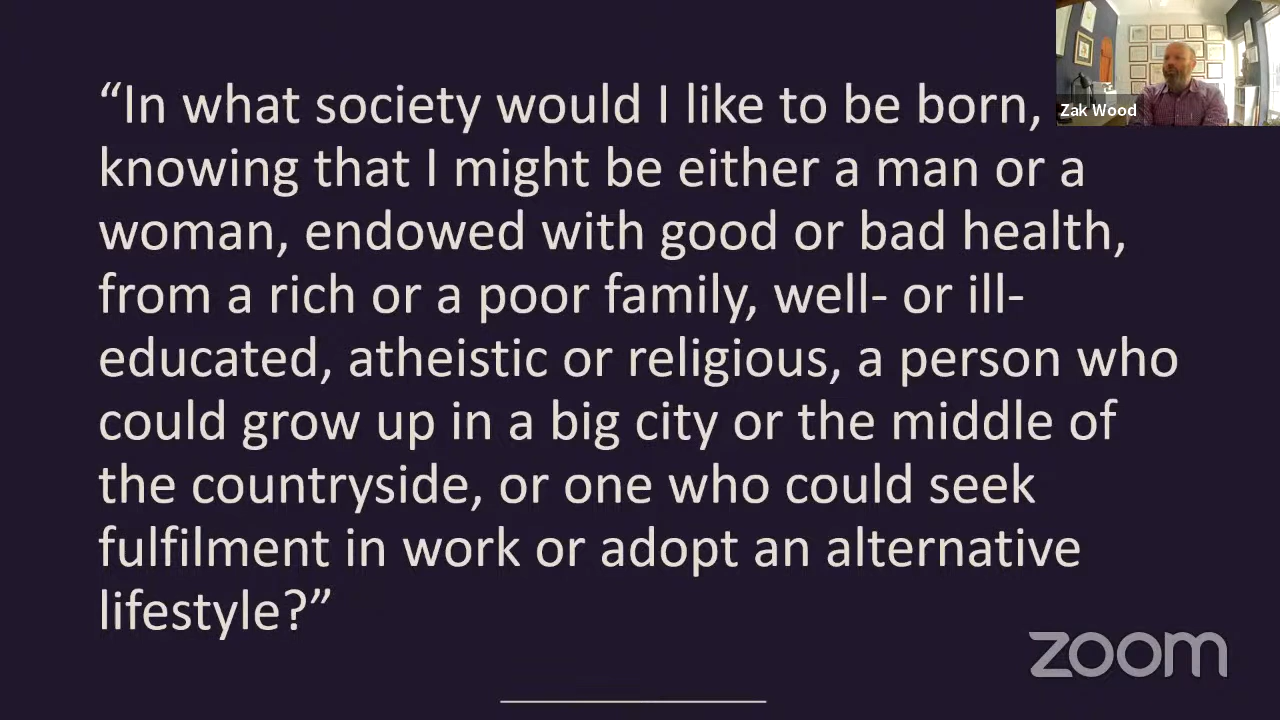 “In what society would I like to be born,
knowing that I might be either a man or a
woman, endowed with good or bad health,
from a rich or a poor family, well- or ill-
educated, atheistic or religious, a person who
could grow up in a big city or the middle of
the countryside, or one who could seek
fulfilment in work or adopt an alternative
lifestyle?”
Zak Wood
zoom